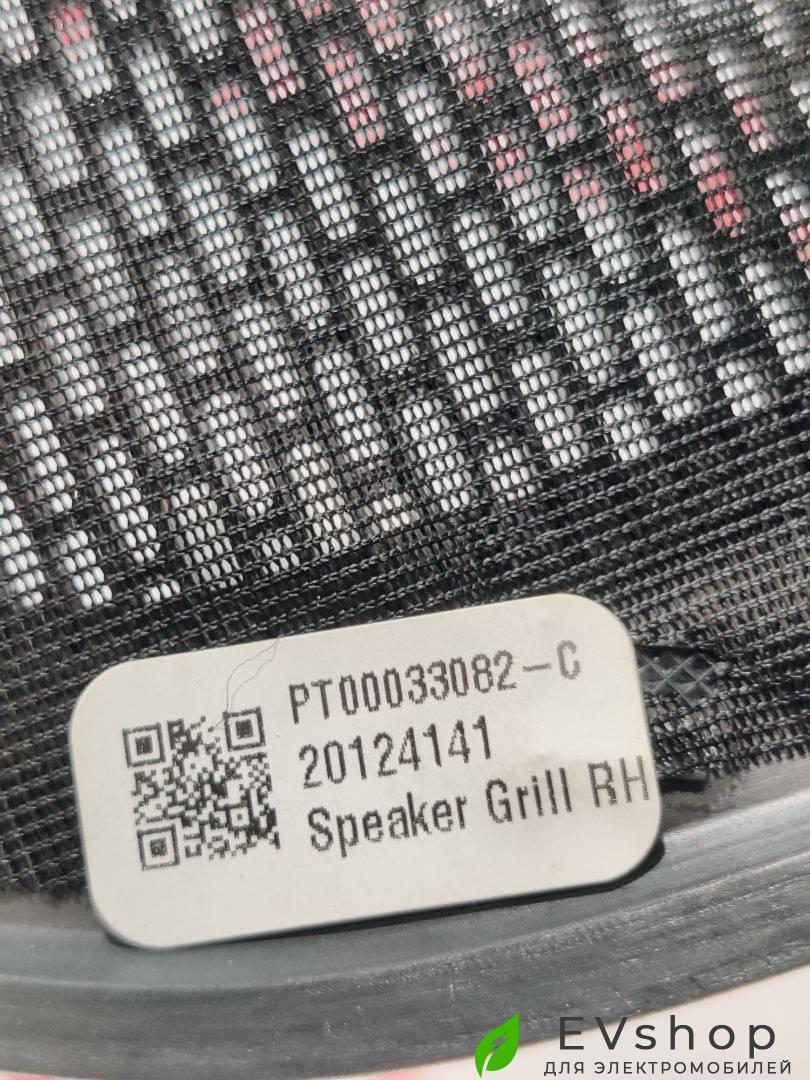 PT00033082-C
20124141
Speaker Grill RH
EVshop
ДЛЯ ЭЛЕКТРОМОБИЛЕЙ